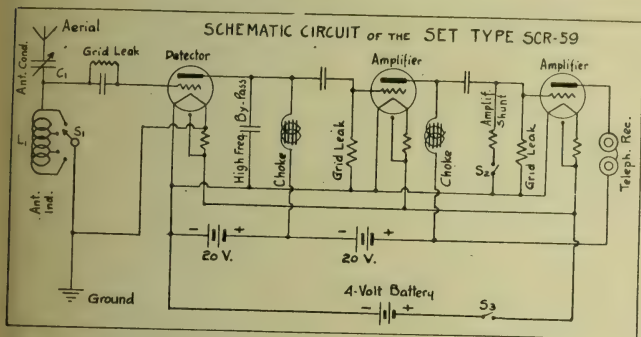 SCHEMATIC CIRCUIT OF THE SET TYPE SCR-59
Aerial
Ant. Cond.
C1
Grid Leak
Detector
Amplifier
Amplifier
High Freq. By-Pass
Choke
Grid Leak
Choke
Amplif. Shunt
S2
Grid Leak
Teleph. Rec.
L
S1
Ant. Ind.
- +
20 V.
- +
20 V.
Ground
4-Volt Battery
- +
S3